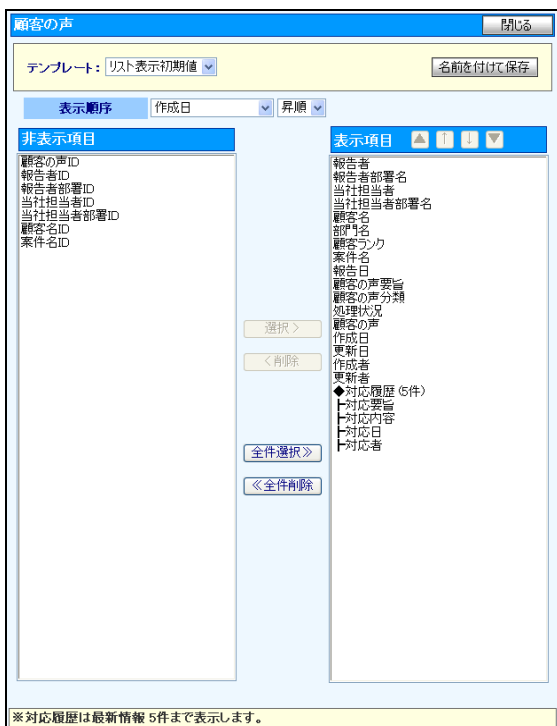 顧客の声
閉じる
テンプレート： リスト表示初期値
名前を付けて保存
表示順序 作成日 昇順
非表示項目
顧客の声ID
報告者ID
報告者部署ID
当社担当者ID
当社担当者部署ID
顧客名ID
案件名ID
選択＞
＜削除
全件選択≫
≪全件削除
表示項目 ▲ ↑ ↓ ▼
報告者
報告者部署名
当社担当者
当社担当者部署名
顧客名
部門名
顧客ランク
案件名
報告日
顧客の声要旨
顧客の声分類
処理状況
顧客の声
作成日
更新日
作成者
更新者
◆対応履歴（5件）
┣対応要旨
┣対応内容
┣対応日
┣対応者
※対応履歴は最新情報 5件まで表示します。